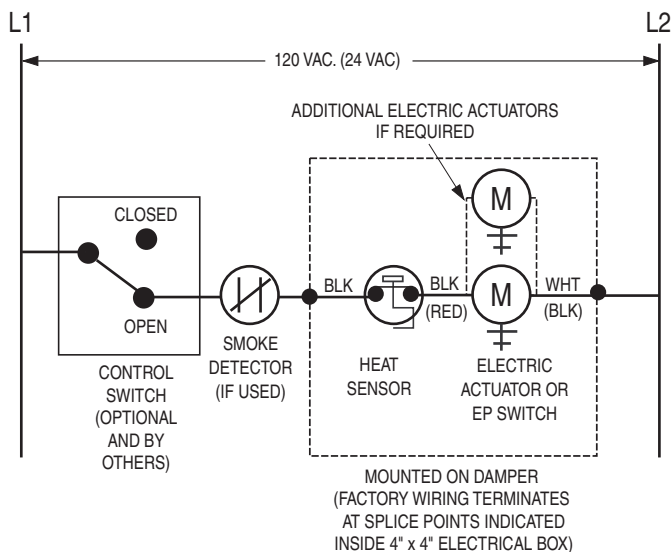 L1
L2
120 VAC. (24 VAC)
ADDITIONAL ELECTRIC ACTUATORS
IF REQUIRED
M
CLOSED
OPEN
BLK
BLK
(RED)
M
WHT
(BLK)
CONTROL
SWITCH
(OPTIONAL
AND BY
OTHERS)
SMOKE
DETECTOR
(IF USED)
HEAT
SENSOR
ELECTRIC
ACTUATOR OR
EP SWITCH
MOUNTED ON DAMPER
(FACTORY WIRING TERMINATES
AT SPLICE POINTS INDICATED
INSIDE 4" x 4" ELECTRICAL BOX)